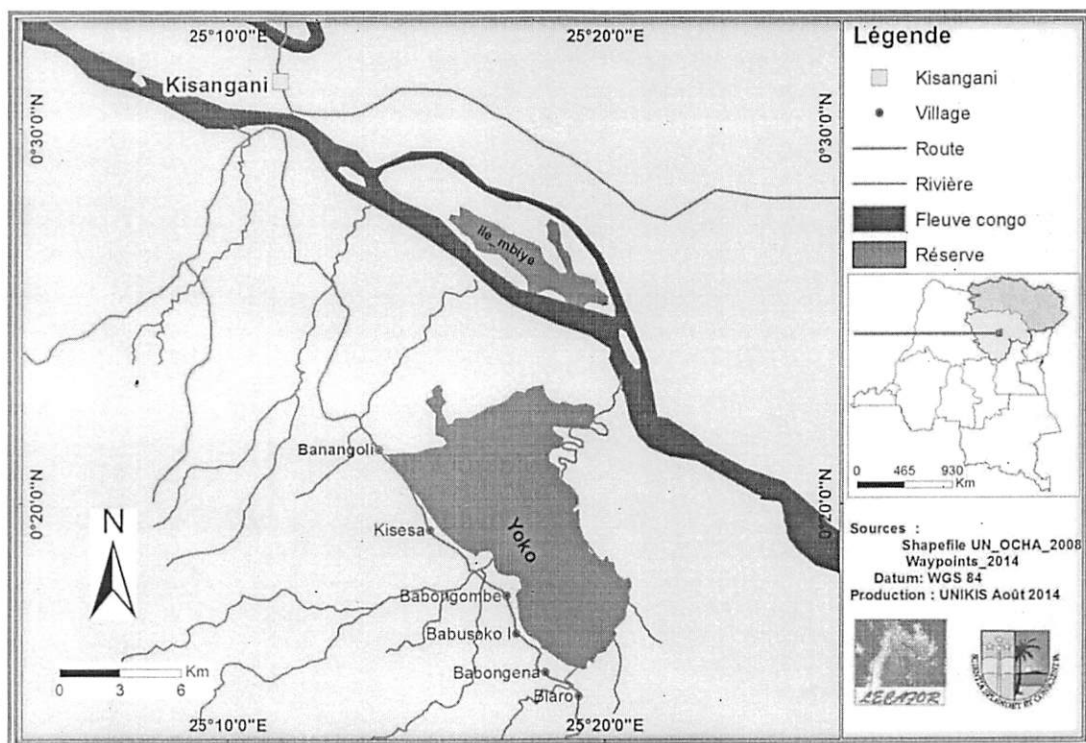 25°10'0"E
25°20'0"E
Kisangani
0°30'0"N
0°30'0"N
ile_mbiye
Banangoli
0°20'0"N
0°20'0"N
Kisesa
Yoko
N
Babongombe
Babusoko I
Babongena
Biaro
Km
0 3 6
25°10'0"E
25°20'0"E
Légende
Kisangani
Village
Route
Rivière
Fleuve congo
Réserve
0 465 930
Km
Sources :
Shapefile UN_OCHA_2008
Waypoints_2014
Datum: WGS 84
Production : UNIKIS Août 2014
LECAFOR